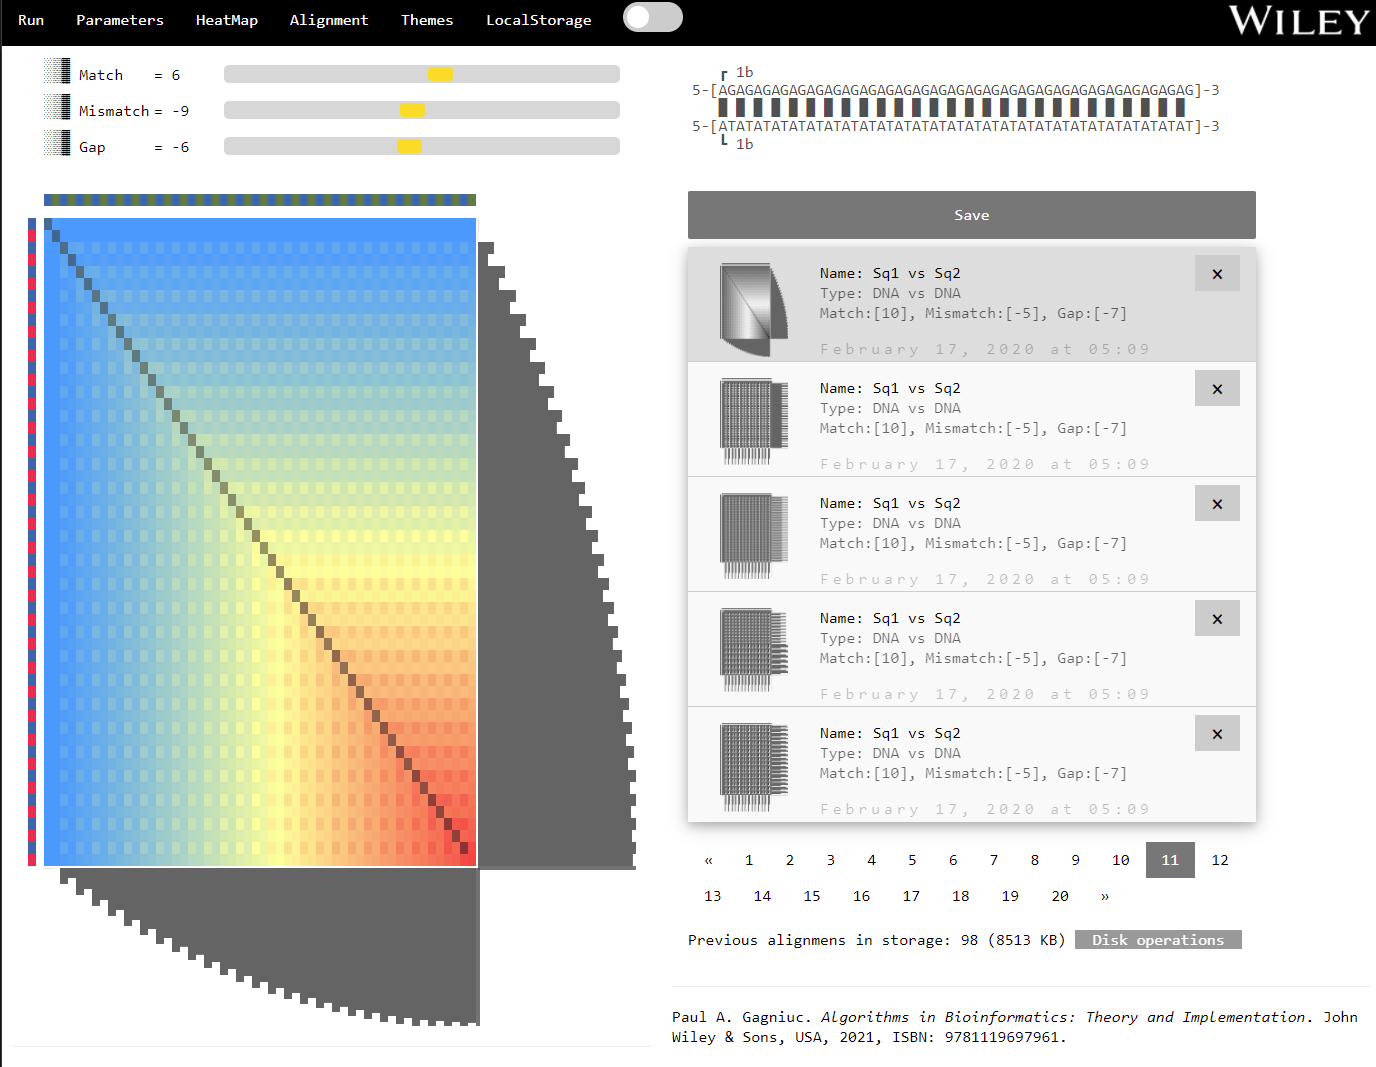 Run Parameters HeatMap Alignment Themes LocalStorage
WILEY
Match = 6
Mismatch = -9
Gap = -6
1b
5-[AGAGAGAGAGAGAGAGAGAGAGAGAGAGAGAGAGAGAGAGAGAGAGAGAGAGAG]-3
5-[ATATATATATATATATATATATATATATATATATATATATATATATATATATAT]-3
1b
Save
Name: Sq1 vs Sq2
Type: DNA vs DNA
Match:[10], Mismatch:[-5], Gap:[-7]
February 17, 2020 at 05:09
×
Name: Sq1 vs Sq2
Type: DNA vs DNA
Match:[10], Mismatch:[-5], Gap:[-7]
February 17, 2020 at 05:09
×
Name: Sq1 vs Sq2
Type: DNA vs DNA
Match:[10], Mismatch:[-5], Gap:[-7]
February 17, 2020 at 05:09
×
Name: Sq1 vs Sq2
Type: DNA vs DNA
Match:[10], Mismatch:[-5], Gap:[-7]
February 17, 2020 at 05:09
×
Name: Sq1 vs Sq2
Type: DNA vs DNA
Match:[10], Mismatch:[-5], Gap:[-7]
February 17, 2020 at 05:09
×
« 1 2 3 4 5 6 7 8 9 10 11 12
13 14 15 16 17 18 19 20 »
Previous alignmens in storage: 98 (8513 KB) Disk operations
Paul A. Gagniuc. Algorithms in Bioinformatics: Theory and Implementation. John
Wiley & Sons, USA, 2021, ISBN: 9781119697961.